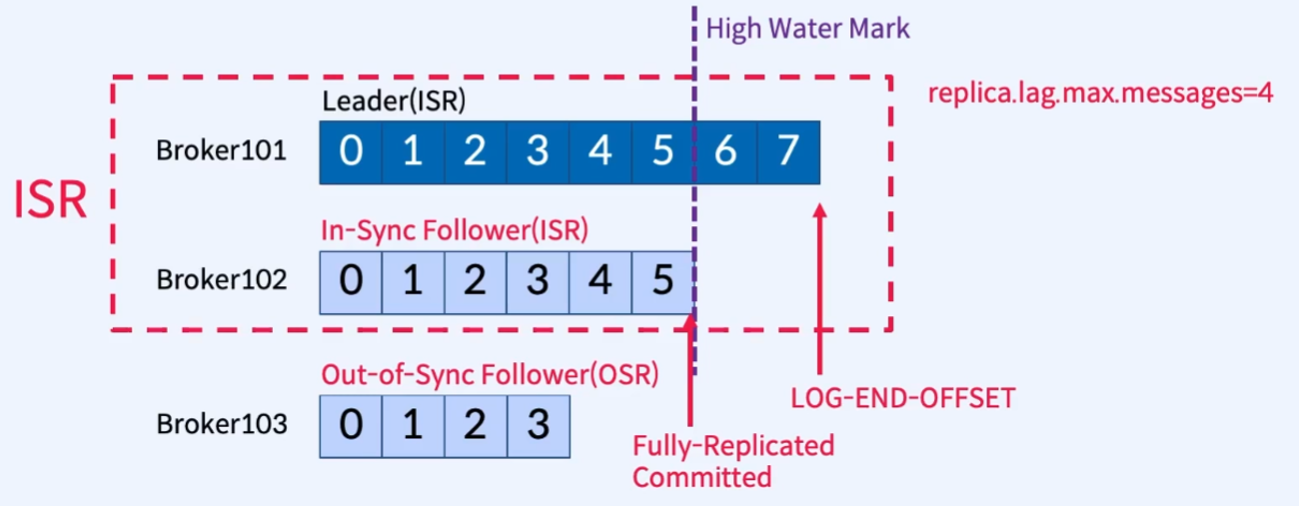 High Water Mark
replica.lag.max.messages=4
Leader(ISR)
Broker101
0 1 2 3 4 5 6 7
ISR
In-Sync Follower(ISR)
Broker102
0 1 2 3 4 5
Out-of-Sync Follower(OSR)
LOG-END-OFFSET
Broker103
0 1 2 3
Fully-Replicated
Committed